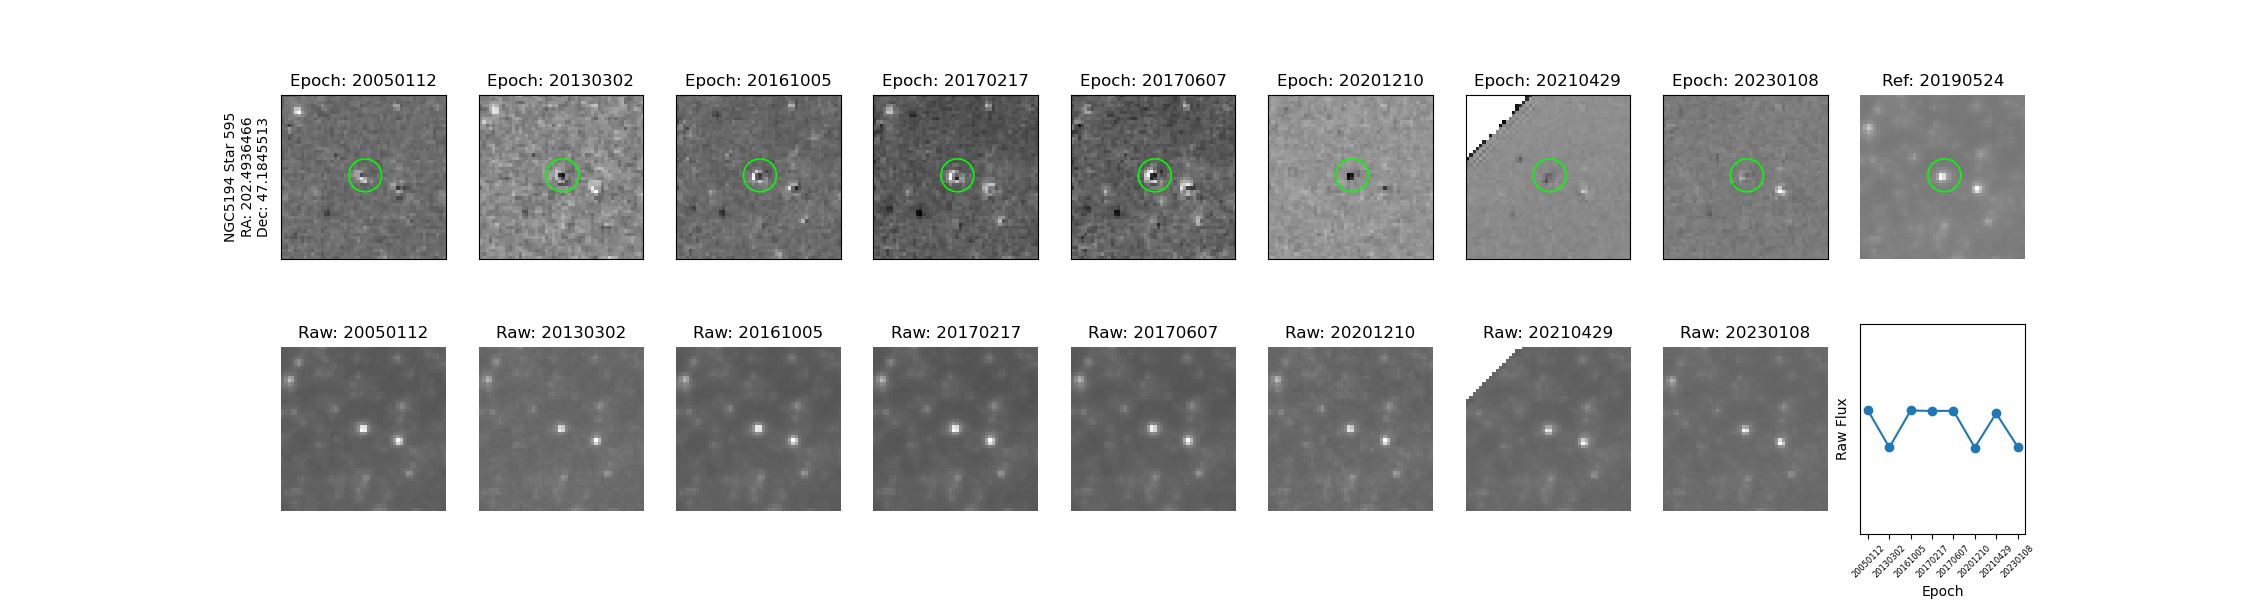 Epoch: 20050112
Epoch: 20130302
Epoch: 20161005
Epoch: 20170217
Epoch: 20170607
Epoch: 20201210
Epoch: 20210429
Epoch: 20230108
Ref: 20190524
NGC5194 Star 595
RA: 202.4936466
Dec: 47.1845513
Raw: 20050112
Raw: 20130302
Raw: 20161005
Raw: 20170217
Raw: 20170607
Raw: 20201210
Raw: 20210429
Raw: 20230108
Raw Flux
20050112
20130302
20161005
20170217
20170607
20201210
20210429
20230108
Epoch